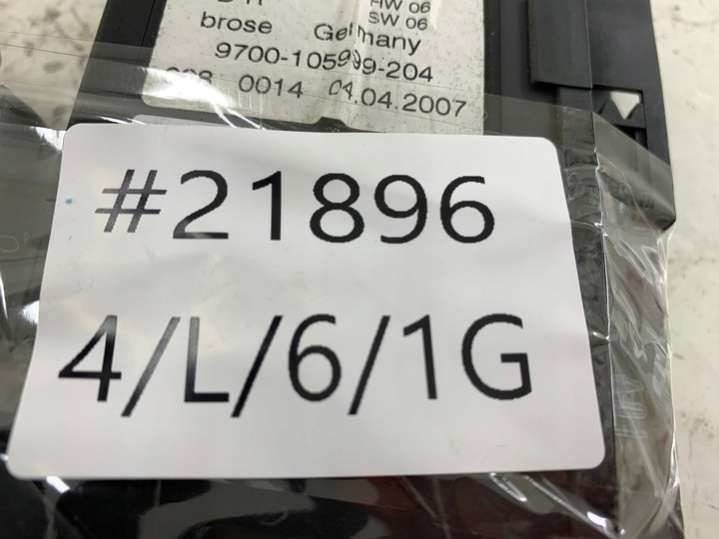 HW 06
SW 06
brose Germany
9700-105999-204
0014 04.04.2007
#21896
4/L/6/1G